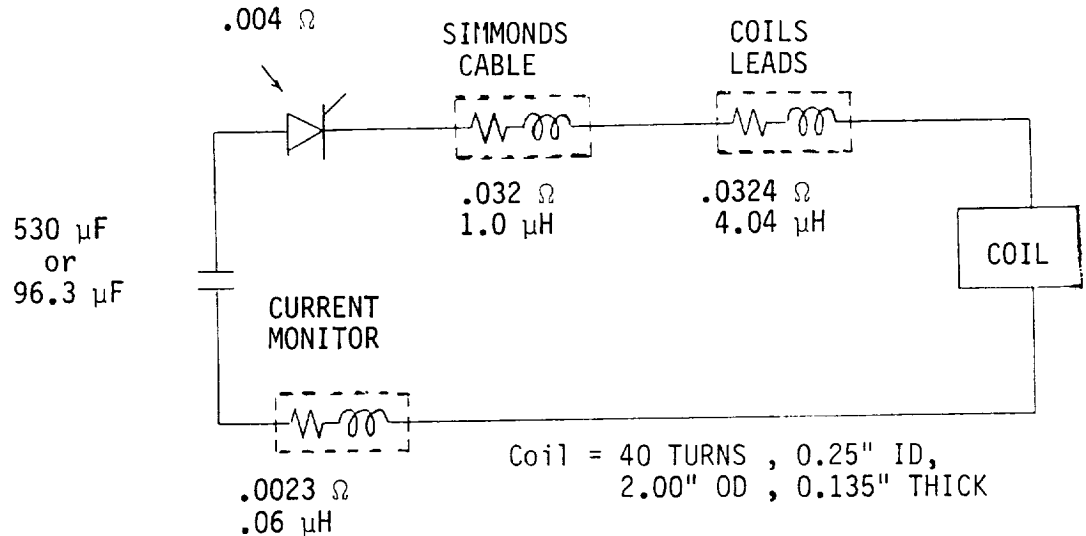 .004 Ω
SIMMONDS
CABLE
COILS
LEADS
.032 Ω
1.0 μH
.0324 Ω
4.04 μH
530 μF
or
96.3 μF
COIL
CURRENT
MONITOR
Coil = 40 TURNS , 0.25" ID,
2.00" OD , 0.135" THICK
.0023 Ω
.06 μH